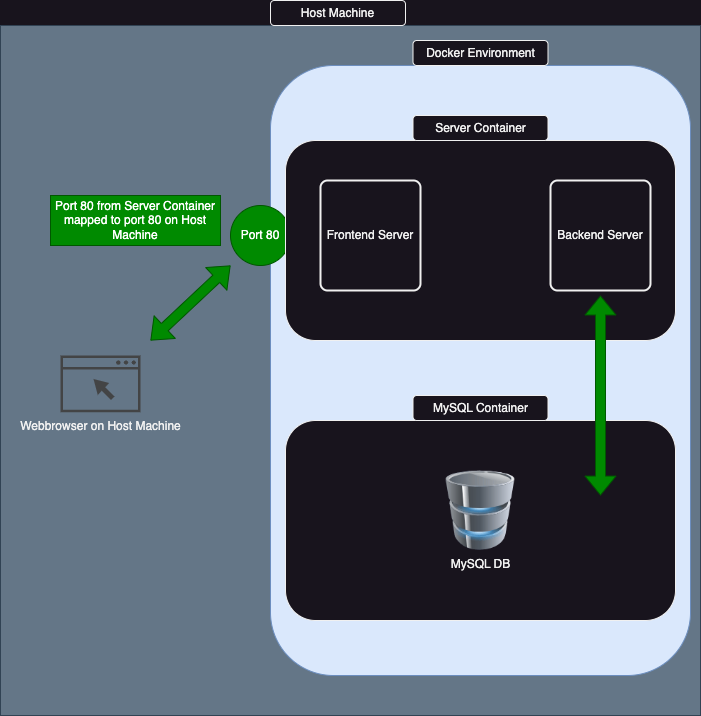 Host Machine
Docker Environment
Server Container
Port 80 from Server Container
mapped to port 80 on Host
Machine
Port 80
Frontend Server
Backend Server
Webbrowser on Host Machine
MySQL Container
MySQL DB